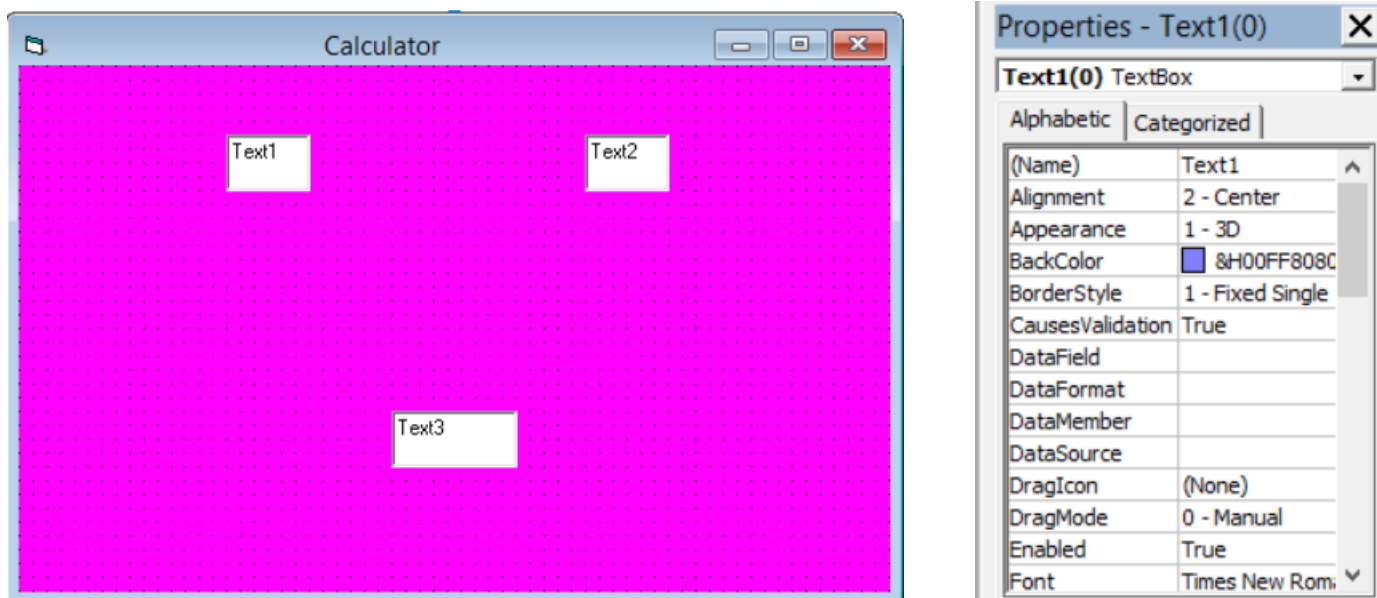 Calculator
Text1
Text2
Text3
Properties - Text1(0)
Text1(0) TextBox
Alphabetic Categorized
(Name) Text1
Alignment 2 - Center
Appearance 1 - 3D
BackColor &H00FF8080
BorderStyle 1 - Fixed Single
CausesValidation True
DataField
DataFormat
DataMember
DataSource
DragIcon (None)
DragMode 0 - Manual
Enabled True
Font Times New Roma